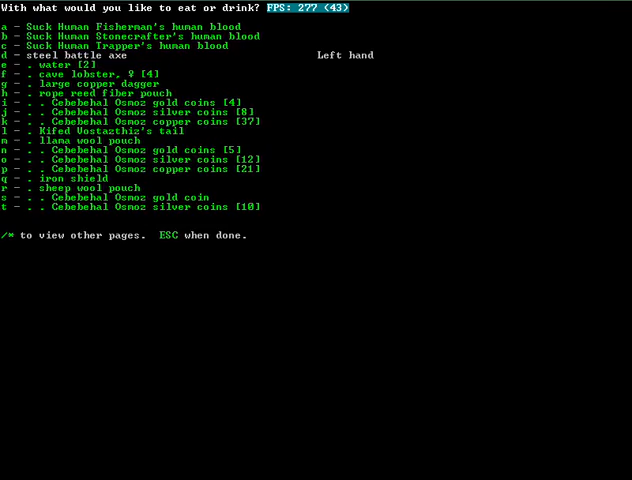 With what would you like to eat or drink? FPS: 277 (43)
a - Suck Human Fisherman's human blood
b - Suck Human Stonecrafter's human blood
c - Suck Human Trapper's human blood
d - steel battle axe Left hand
e - . water [2]
f - . cave lobster, ♀ [4]
g - . large copper dagger
h - . rope reed fiber pouch
i - . . Cebebehal Osmoz gold coins [4]
j - . . Cebebehal Osmoz silver coins [8]
k - . . Cebebehal Osmoz copper coins [37]
l - . Kifed Vostazthiz's tail
m - . llama wool pouch
n - . . Cebebehal Osmoz gold coins [5]
o - . . Cebebehal Osmoz silver coins [12]
p - . . Cebebehal Osmoz copper coins [21]
q - . iron shield
r - . sheep wool pouch
s - . . Cebebehal Osmoz gold coin
t - . . Cebebehal Osmoz silver coins [10]
/* to view other pages.  ESC when done.